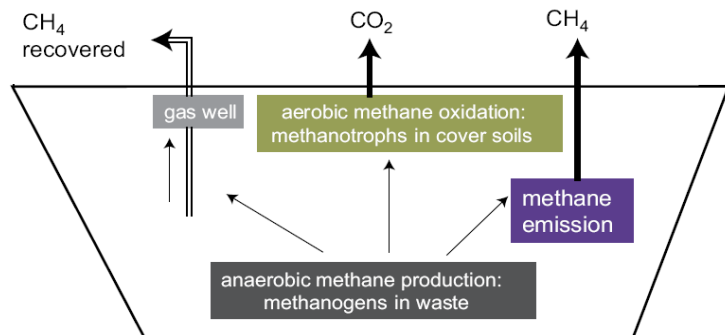 CH₄
recovered
CO₂
CH₄
gas well
aerobic methane oxidation:
methanotrophs in cover soils
methane
emission
anaerobic methane production:
methanogens in waste